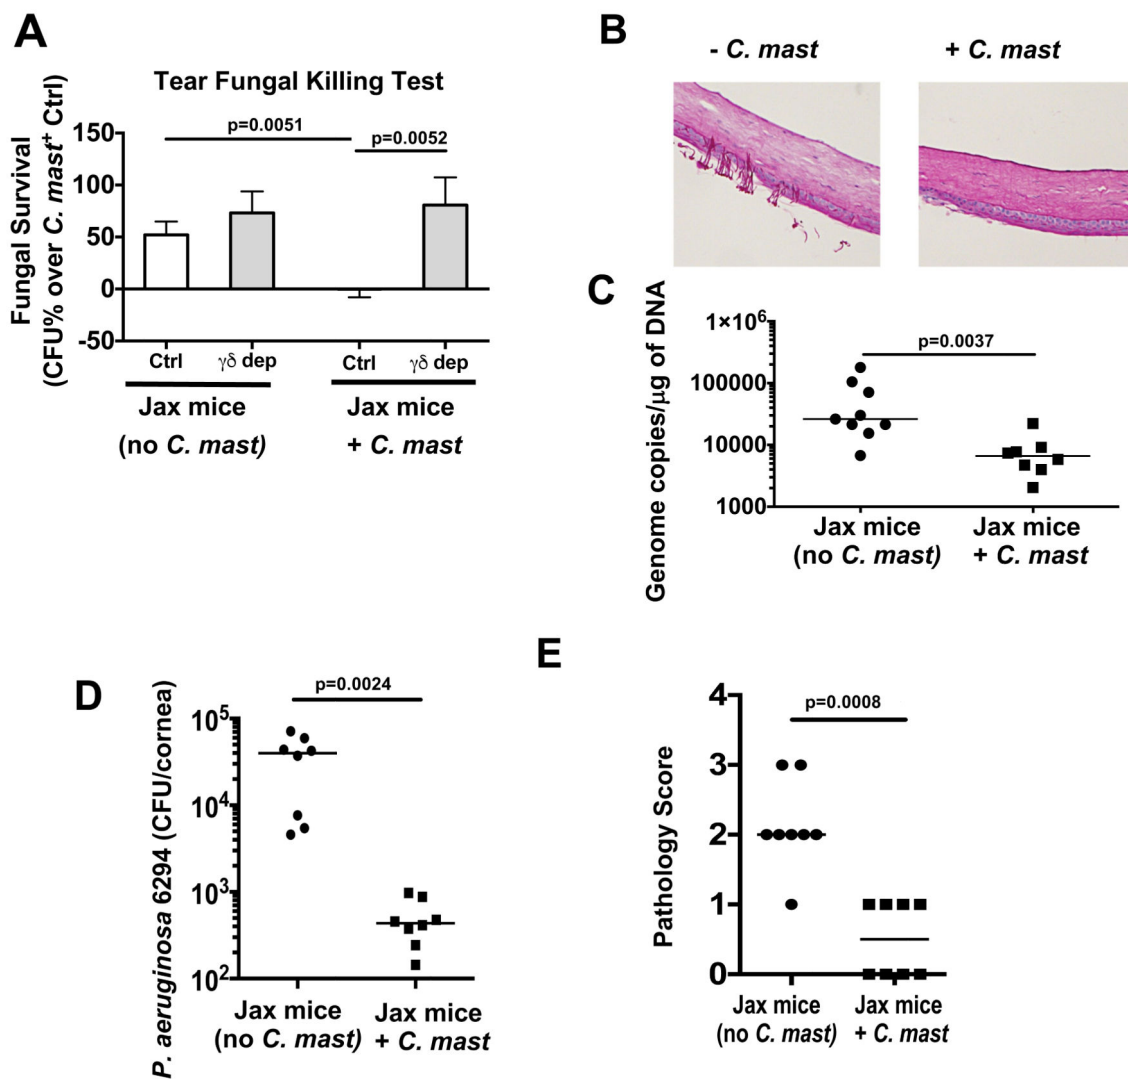 A
Tear Fungal Killing Test
Fungal Survival
(CFU% over C. mast+ Ctrl)
150
100
50
0
-50
p=0.0051
p=0.0052
Ctrl
γδ dep
Ctrl
γδ dep
Jax mice
(no C. mast)
Jax mice
+ C. mast
B
- C. mast
+ C. mast
C
Genome copies/μg of DNA
1×10⁶
100000
10000
1000
p=0.0037
Jax mice
(no C. mast)
Jax mice
+ C. mast
D
P. aeruginosa 6294 (CFU/cornea)
10⁵
10⁴
10³
10²
p=0.0024
Jax mice
(no C. mast)
Jax mice
+ C. mast
E
Pathology Score
4
3
2
1
0
p=0.0008
Jax mice
(no C. mast)
Jax mice
+ C. mast